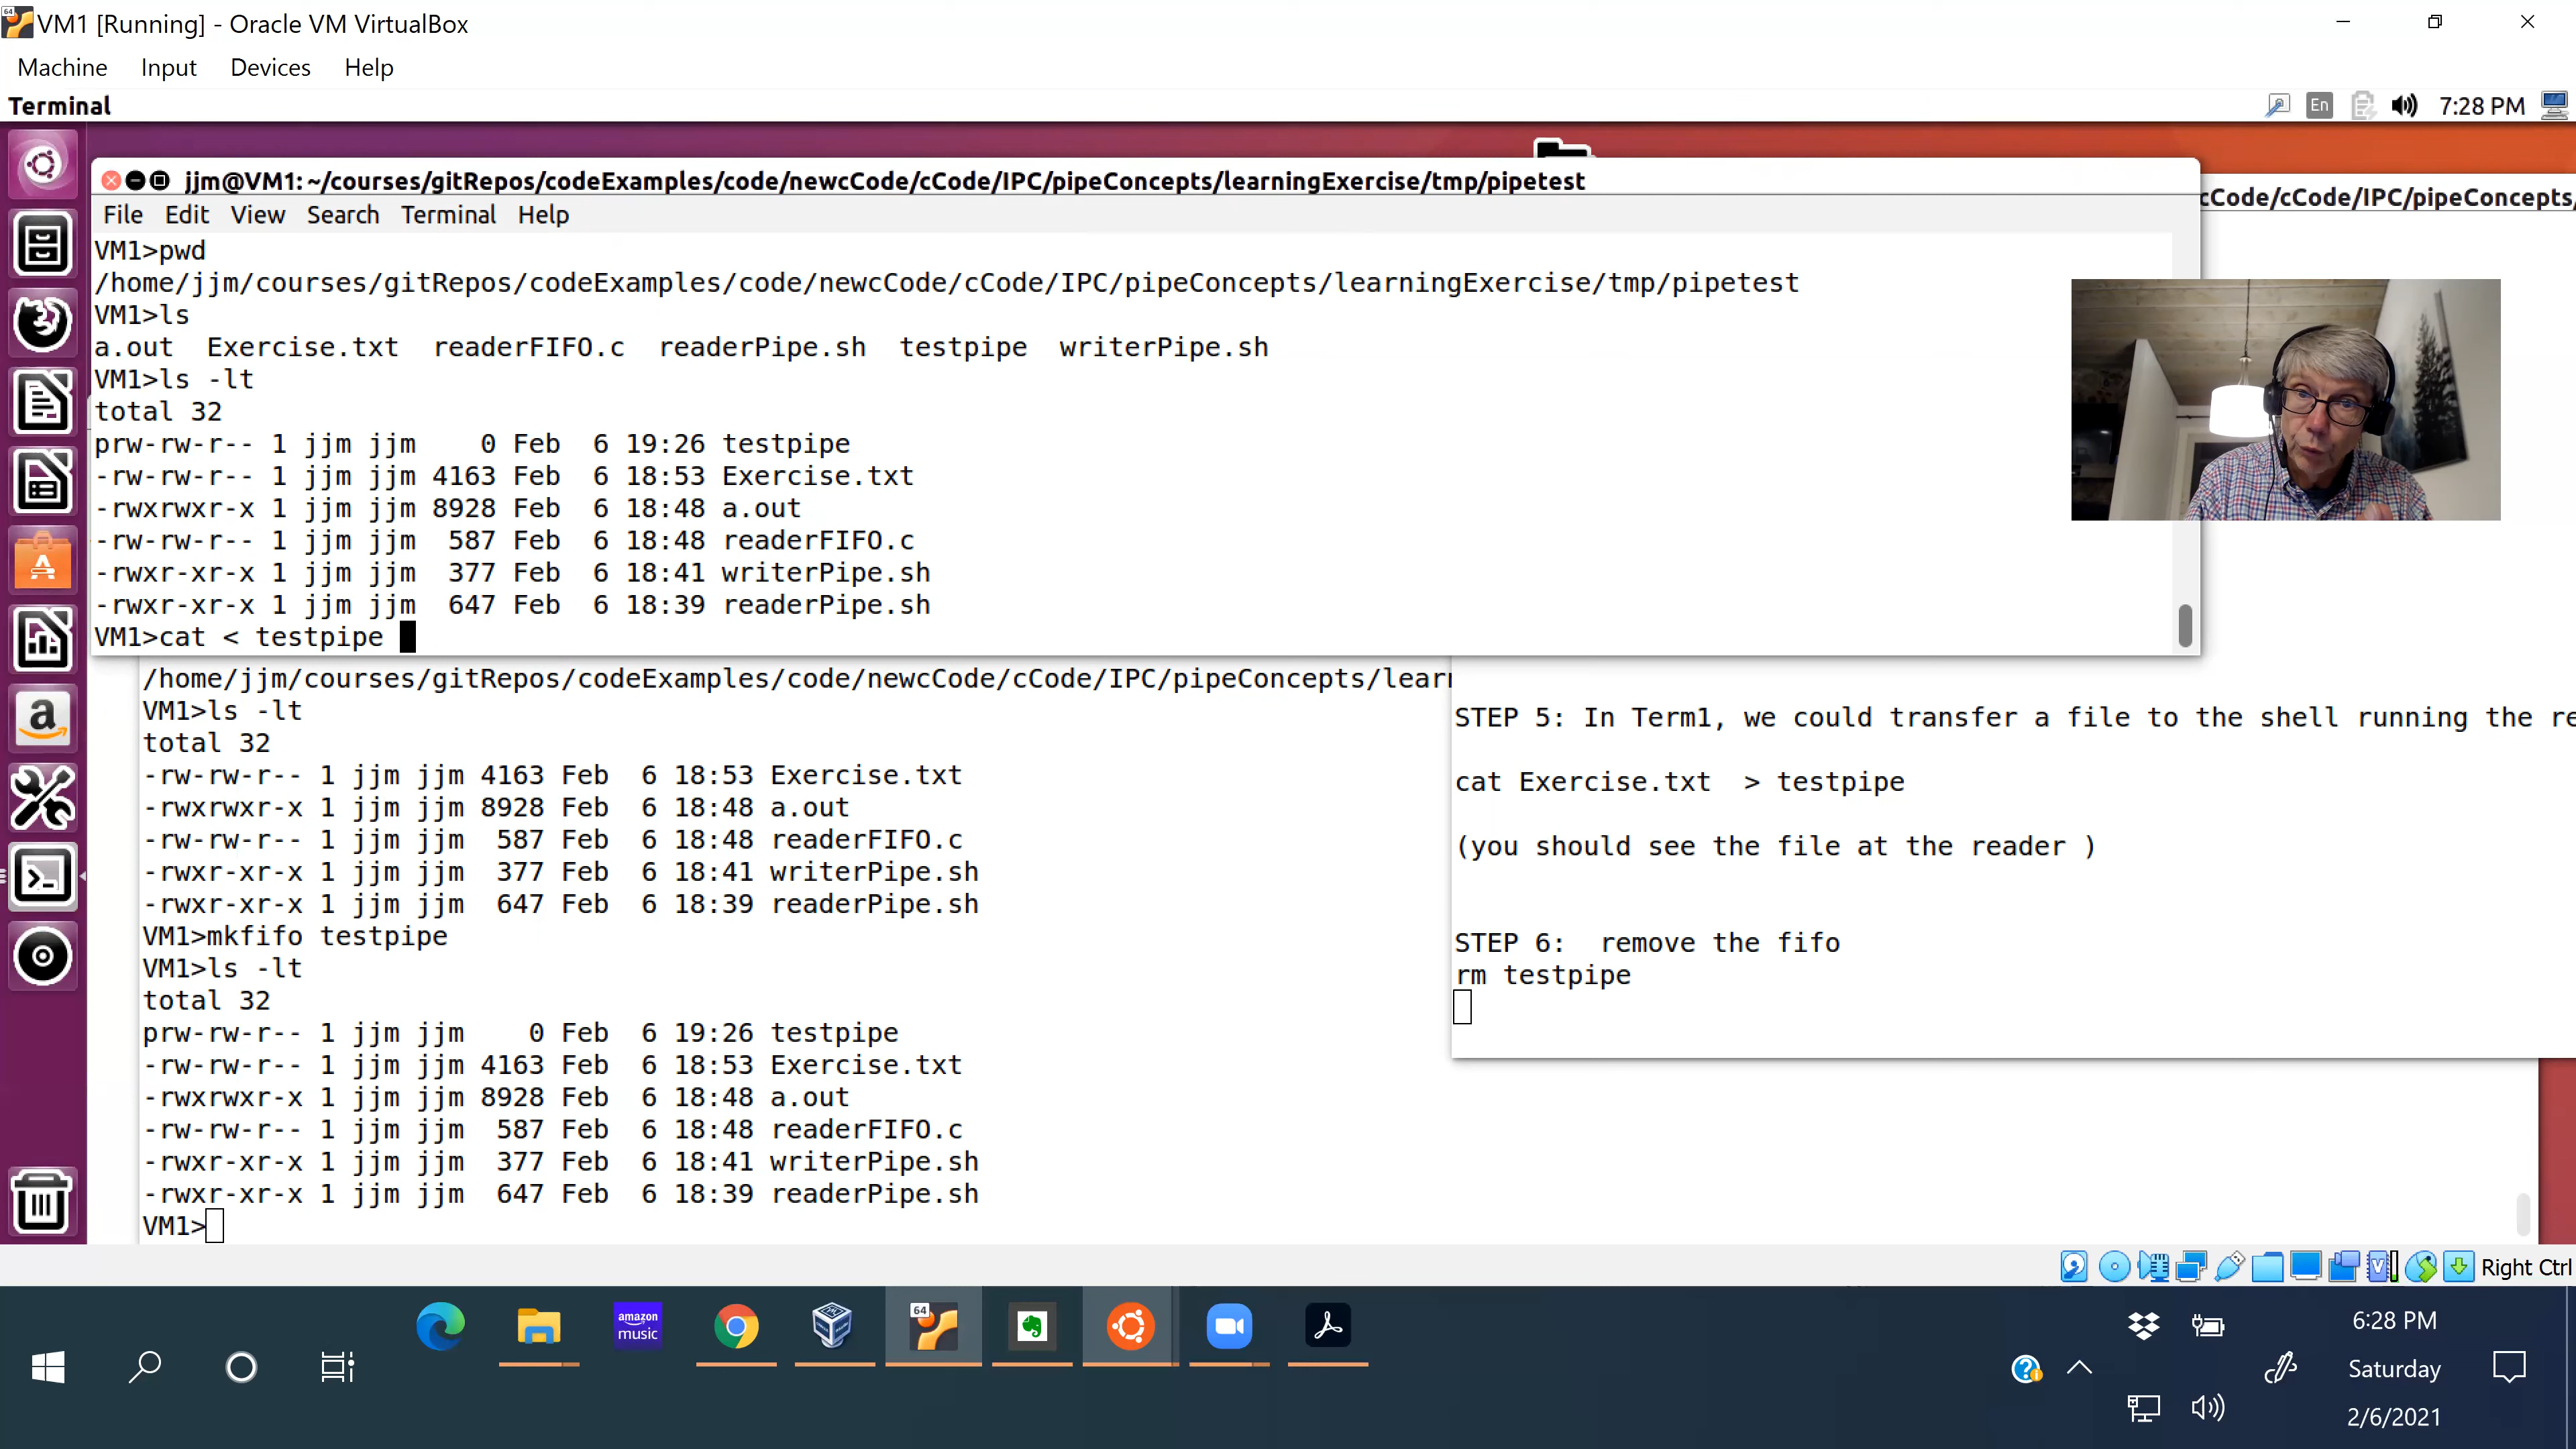 VM1 [Running] - Oracle VM VirtualBox
Machine Input Devices Help
Terminal
En 7:28 PM
jjm@VM1: ~/courses/gitRepos/codeExamples/code/newcCode/cCode/IPC/pipeConcepts/learningExercise/tmp/pipetest
cCode/cCode/IPC/pipeConcepts/
File Edit View Search Terminal Help
VM1>pwd
/home/jjm/courses/gitRepos/codeExamples/code/newcCode/cCode/IPC/pipeConcepts/learningExercise/tmp/pipetest
VM1>ls
a.out  Exercise.txt  readerFIFO.c  readerPipe.sh  testpipe  writerPipe.sh
VM1>ls -lt
total 32
prw-rw-r-- 1 jjm jjm    0 Feb  6 19:26 testpipe
-rw-rw-r-- 1 jjm jjm 4163 Feb  6 18:53 Exercise.txt
-rwxrwxr-x 1 jjm jjm 8928 Feb  6 18:48 a.out
-rw-rw-r-- 1 jjm jjm  587 Feb  6 18:48 readerFIFO.c
-rwxr-xr-x 1 jjm jjm  377 Feb  6 18:41 writerPipe.sh
-rwxr-xr-x 1 jjm jjm  647 Feb  6 18:39 readerPipe.sh
VM1>cat < testpipe
/home/jjm/courses/gitRepos/codeExamples/code/newcCode/cCode/IPC/pipeConcepts/learn
VM1>ls -lt
total 32
-rw-rw-r-- 1 jjm jjm 4163 Feb  6 18:53 Exercise.txt
-rwxrwxr-x 1 jjm jjm 8928 Feb  6 18:48 a.out
-rw-rw-r-- 1 jjm jjm  587 Feb  6 18:48 readerFIFO.c
-rwxr-xr-x 1 jjm jjm  377 Feb  6 18:41 writerPipe.sh
-rwxr-xr-x 1 jjm jjm  647 Feb  6 18:39 readerPipe.sh
VM1>mkfifo testpipe
VM1>ls -lt
total 32
prw-rw-r-- 1 jjm jjm    0 Feb  6 19:26 testpipe
-rw-rw-r-- 1 jjm jjm 4163 Feb  6 18:53 Exercise.txt
-rwxrwxr-x 1 jjm jjm 8928 Feb  6 18:48 a.out
-rw-rw-r-- 1 jjm jjm  587 Feb  6 18:48 readerFIFO.c
-rwxr-xr-x 1 jjm jjm  377 Feb  6 18:41 writerPipe.sh
-rwxr-xr-x 1 jjm jjm  647 Feb  6 18:39 readerPipe.sh
VM1>
STEP 5: In Term1, we could transfer a file to the shell running the re
cat Exercise.txt  > testpipe
(you should see the file at the reader )
STEP 6:  remove the fifo
rm testpipe
Right Ctrl
amazon
music
64
6:28 PM
Saturday
2/6/2021